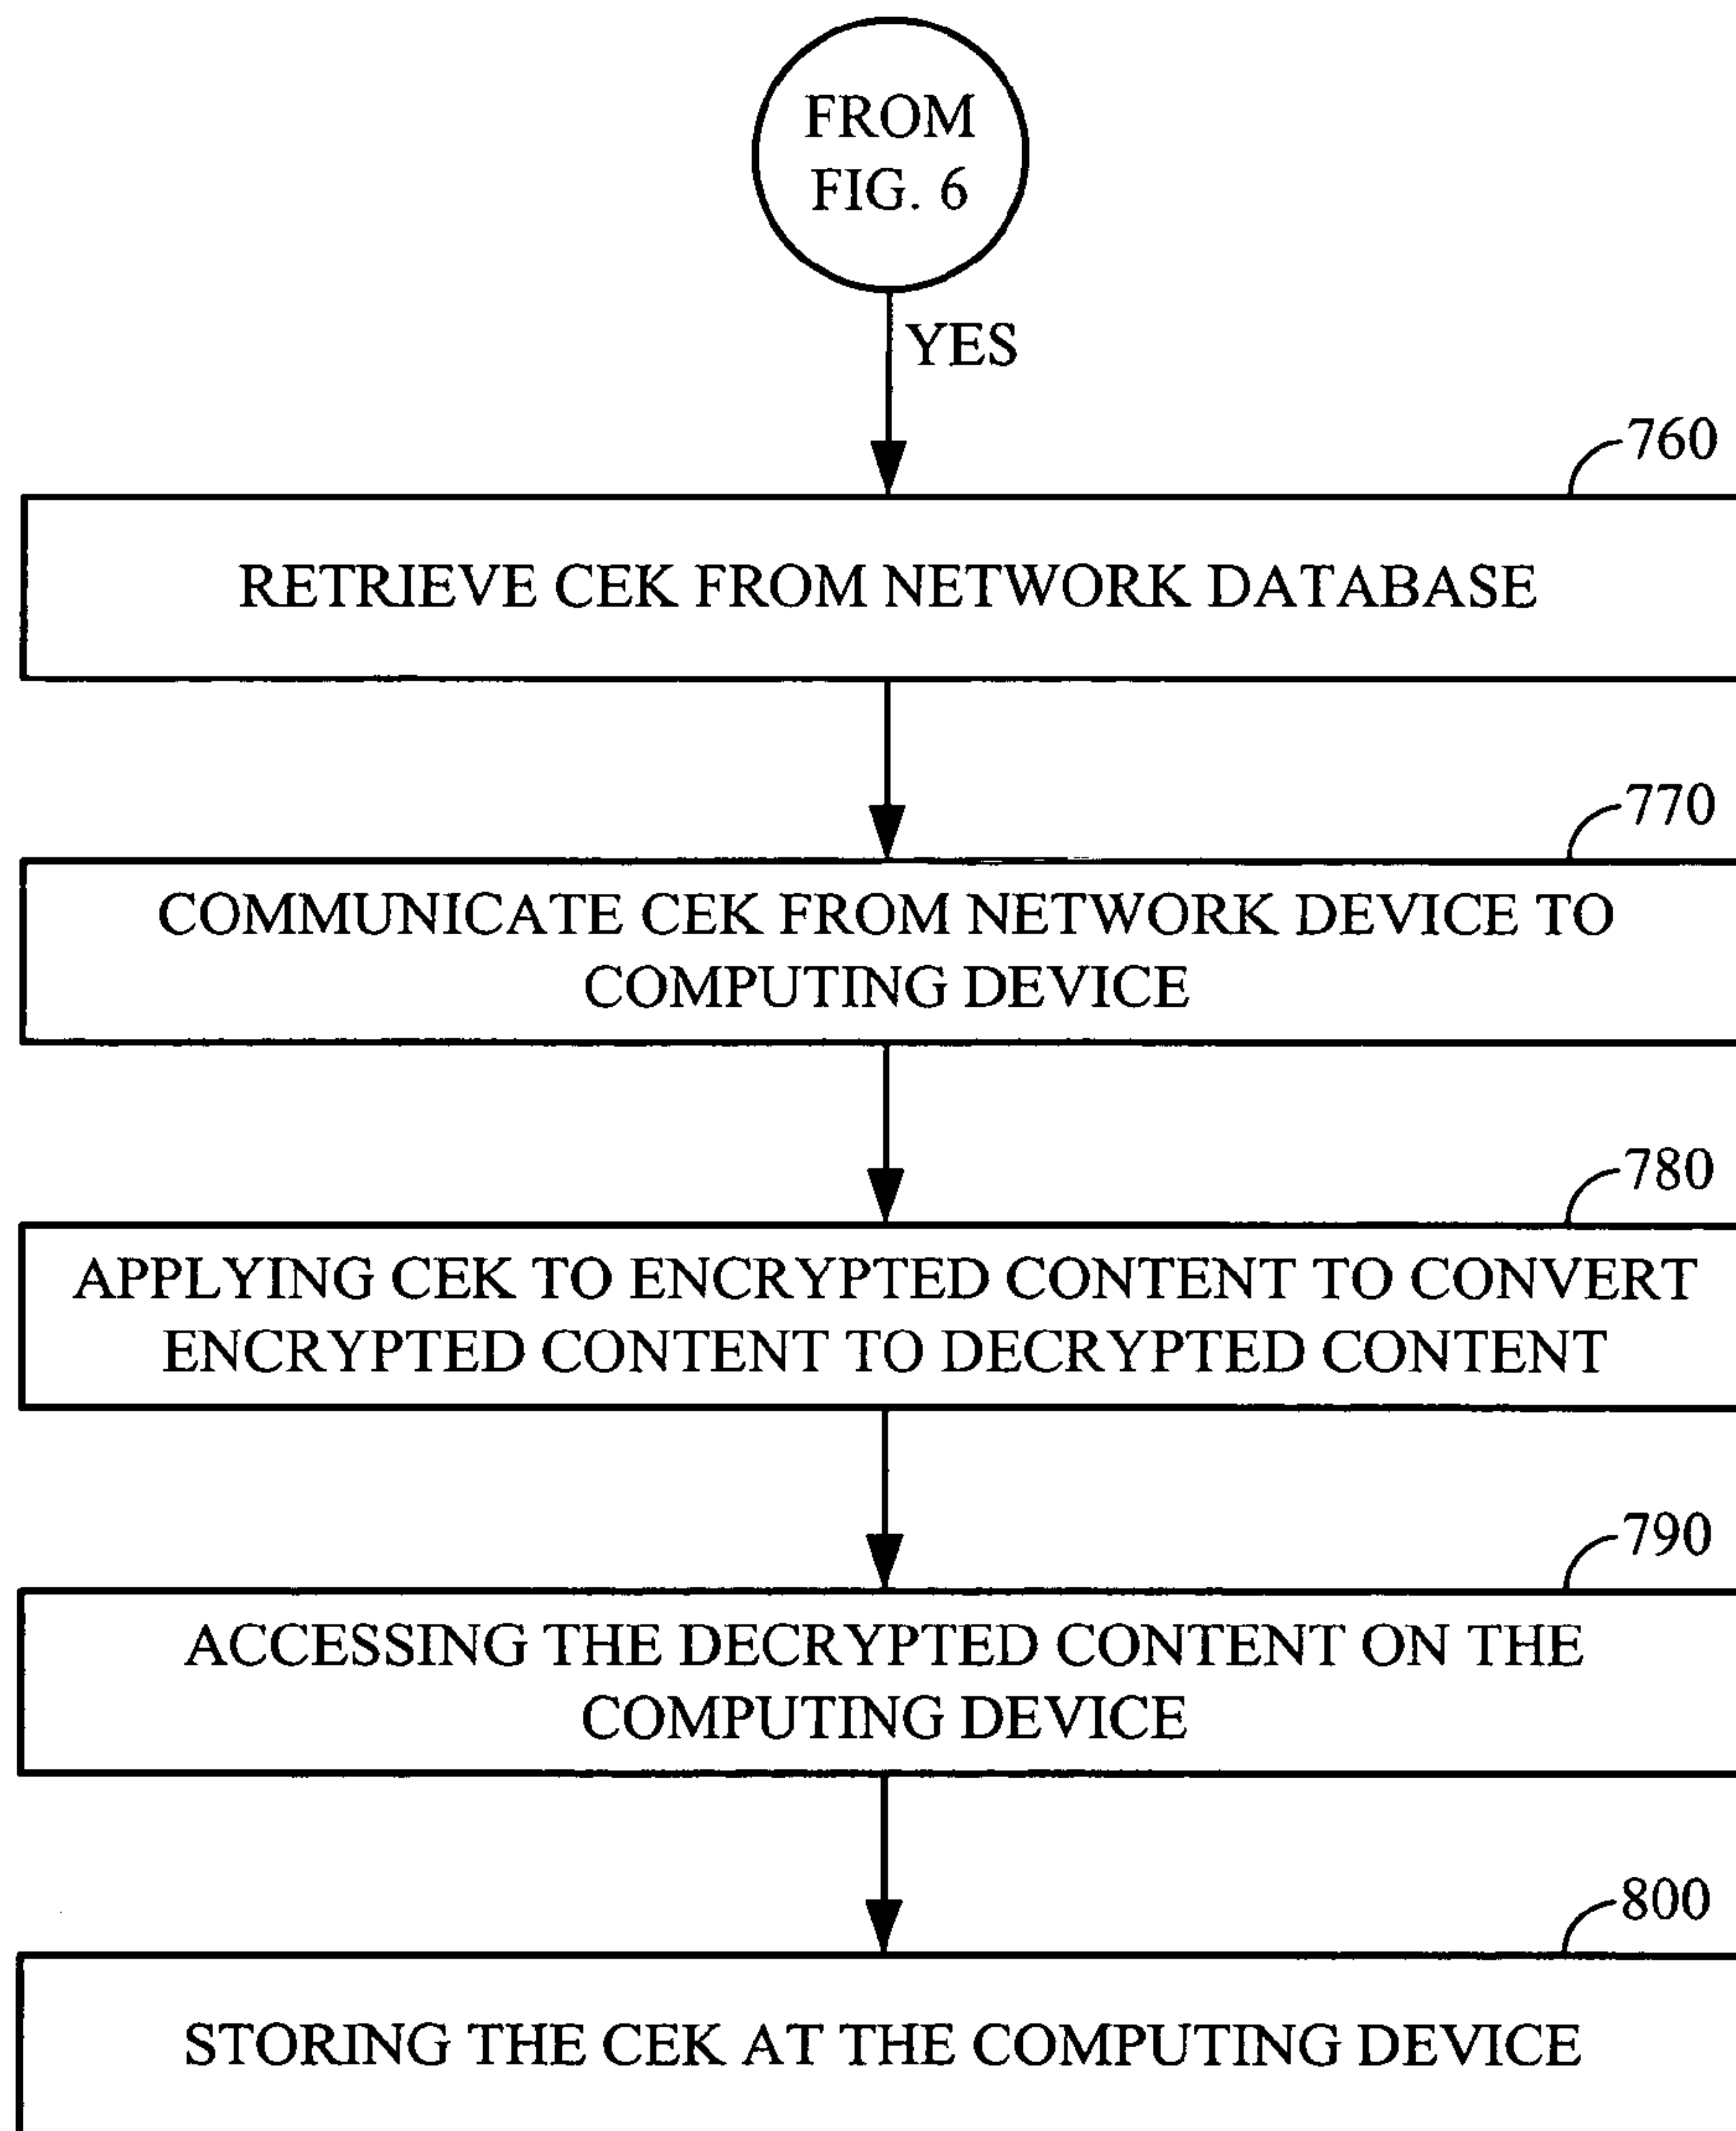 FROM
FIG. 6
YES
760
RETRIEVE CEK FROM NETWORK DATABASE
770
COMMUNICATE CEK FROM NETWORK DEVICE TO
COMPUTING DEVICE
780
APPLYING CEK TO ENCRYPTED CONTENT TO CONVERT
ENCRYPTED CONTENT TO DECRYPTED CONTENT
790
ACCESSING THE DECRYPTED CONTENT ON THE
COMPUTING DEVICE
800
STORING THE CEK AT THE COMPUTING DEVICE